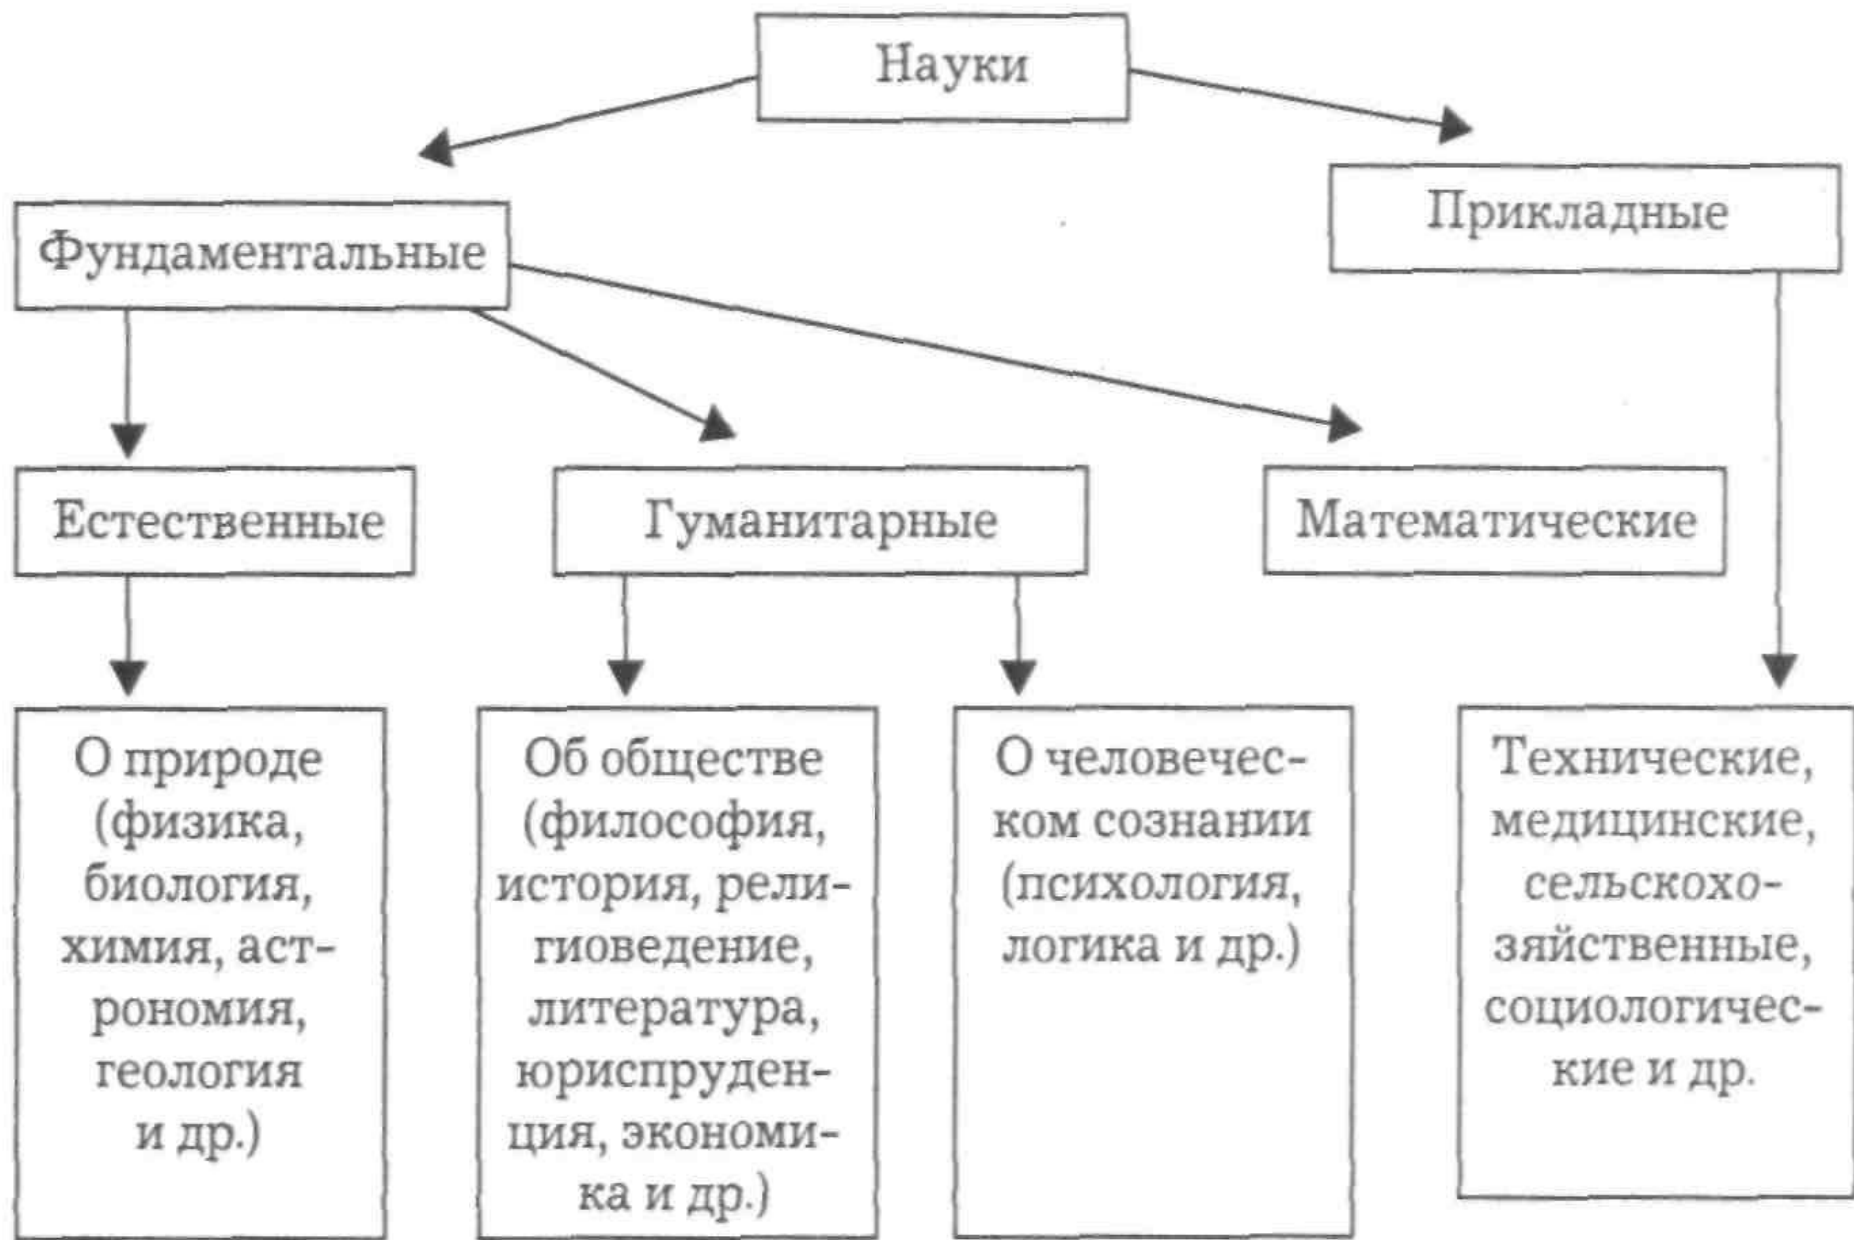 Науки
Прикладные
Фундаментальные
Естественные
Гуманитарные
Математические
О природе
(физика,
биология,
химия, аст-
рономия,
геология
и др.)
Об обществе
(философия,
история, рели-
гиоведение,
литература,
юриспруден-
ция, экономи-
ка и др.)
О человечес-
ком сознании
(психология,
логика и др.)
Технические,
медицинские,
сельскохо-
зяйственные,
социологичес-
кие и др.